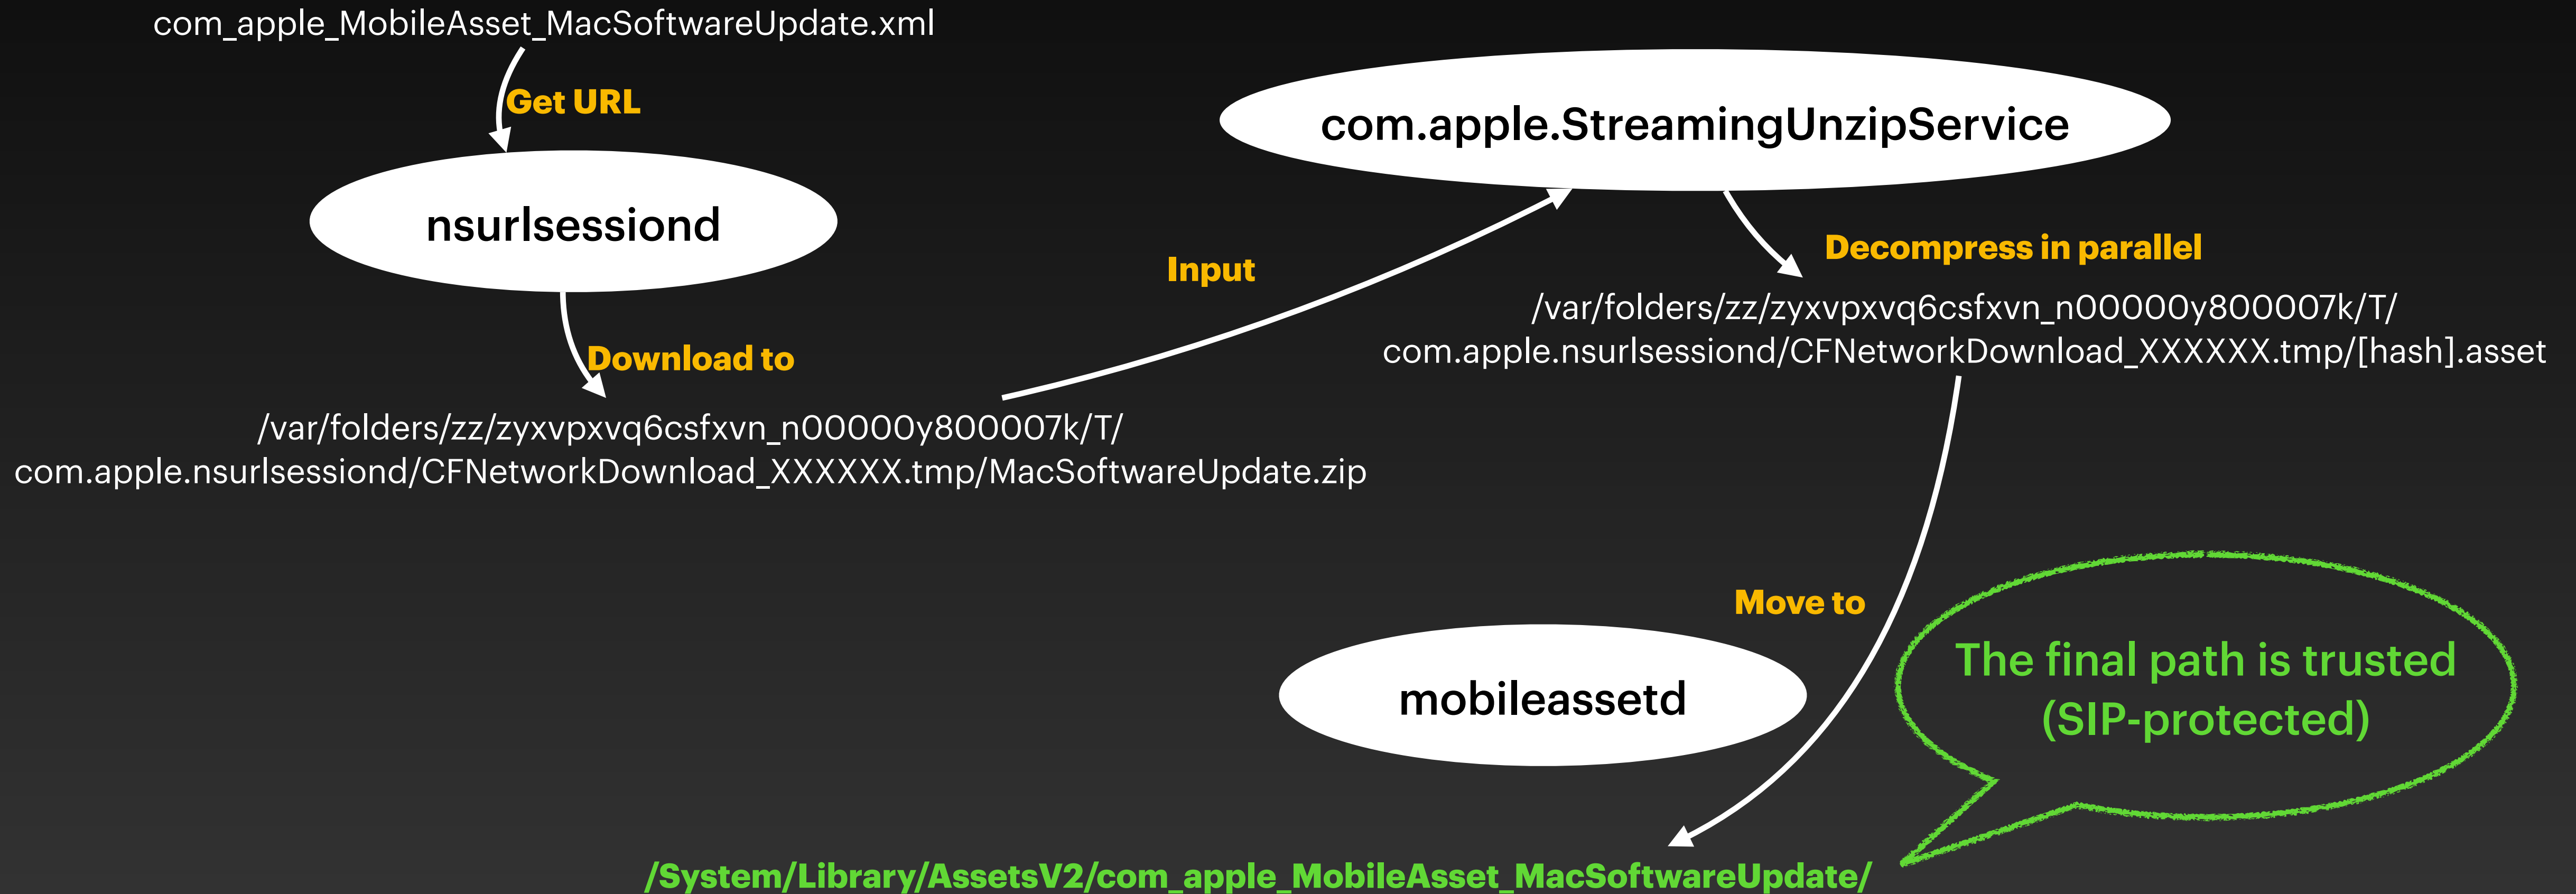 com_apple_MobileAsset_MacSoftwareUpdate.xml
Get URL
nsurlsessiond
Download to
/var/folders/zz/zyxvpxvq6csfxvn_n00000y800007k/T/
com.apple.nsurlsessiond/CFNetworkDownload_XXXXXX.tmp/MacSoftwareUpdate.zip
Input
com.apple.StreamingUnzipService
Decompress in parallel
/var/folders/zz/zyxvpxvq6csfxvn_n00000y800007k/T/
com.apple.nsurlsessiond/CFNetworkDownload_XXXXXX.tmp/[hash].asset
Move to
mobileassetd
The final path is trusted
(SIP-protected)
/System/Library/AssetsV2/com_apple_MobileAsset_MacSoftwareUpdate/